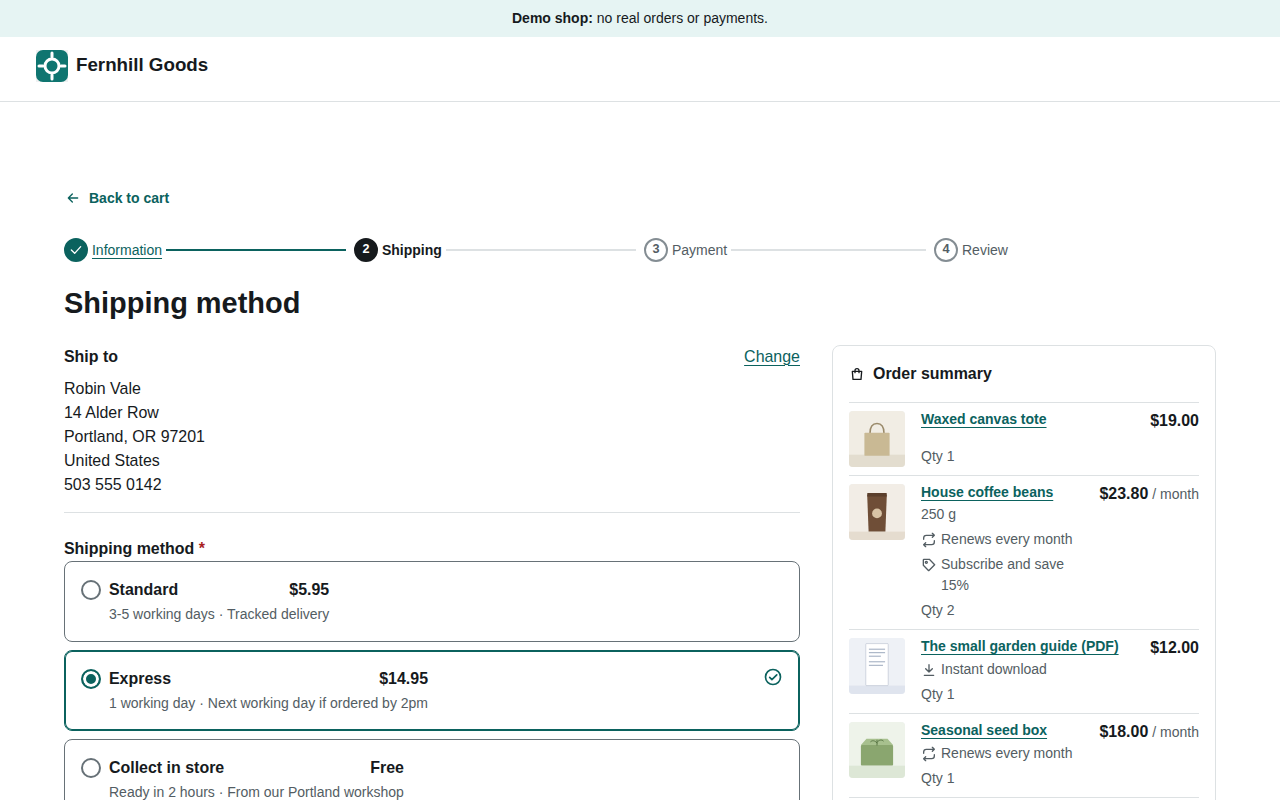 Demo shop: no real orders or payments.
Fernhill Goods
Back to cart
Information
2 Shipping
3 Payment
4 Review
Shipping method
Ship to
Change
Robin Vale
14 Alder Row
Portland, OR 97201
United States
503 555 0142
Shipping method *
Standard $5.95
3-5 working days · Tracked delivery
Express $14.95
1 working day · Next working day if ordered by 2pm
Collect in store Free
Ready in 2 hours · From our Portland workshop
Order summary
Waxed canvas tote $19.00
Qty 1
House coffee beans $23.80 / month
250 g
Renews every month
Subscribe and save
15%
Qty 2
The small garden guide (PDF) $12.00
Instant download
Qty 1
Seasonal seed box $18.00 / month
Renews every month
Qty 1